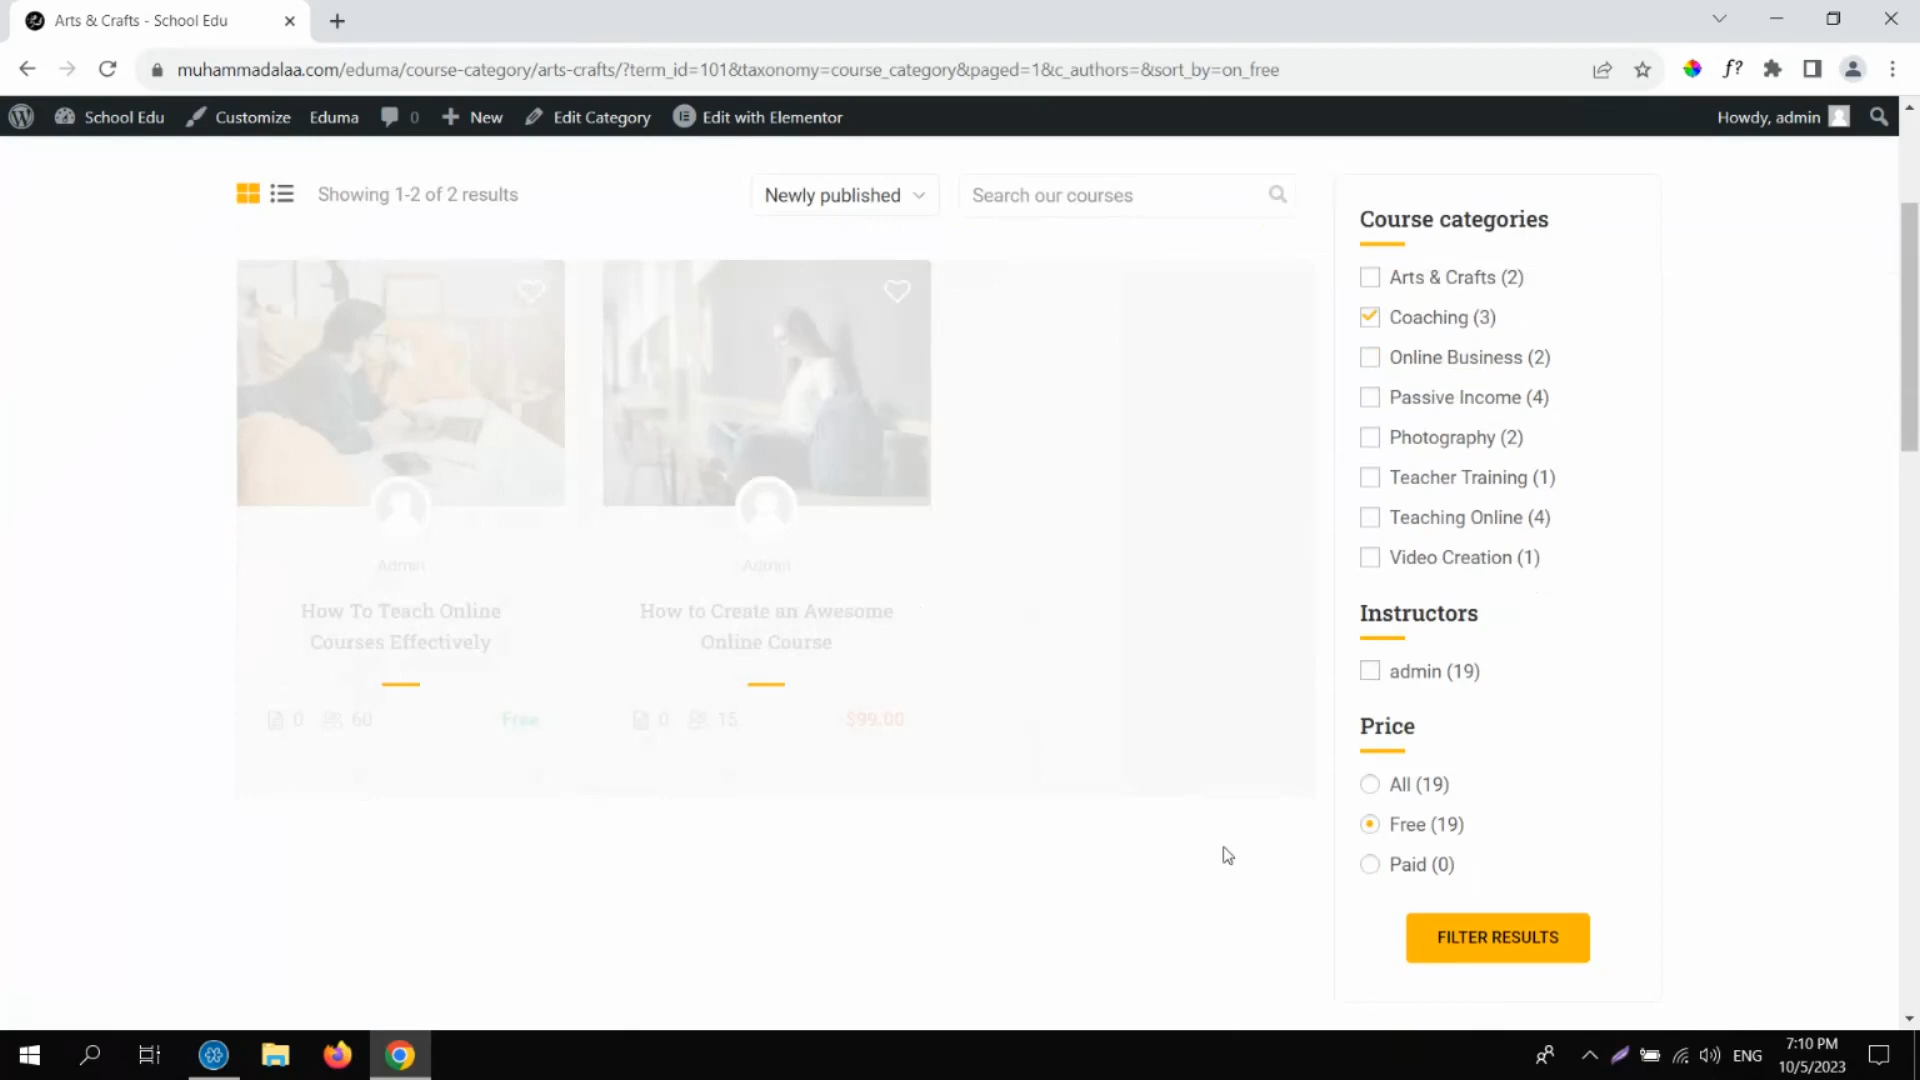 Arts & Crafts - School Edu
muhammadalaa.com/eduma/course-category/arts-crafts/?term_id=101&taxonomy=course_category&paged=1&c_authors=&sort_by=on_free
f?
School Edu
Customize
Eduma
0
New
Edit Category
Edit with Elementor
Howdy, admin
Showing 1-2 of 2 results
Newly published
Search our courses
Admin
How To Teach Online
Courses Effectively
0
60
Free
Admin
How to Create an Awesome
Online Course
0
15
$99.00
Course categories
Arts & Crafts (2)
Coaching (3)
Online Business (2)
Passive Income (4)
Photography (2)
Teacher Training (1)
Teaching Online (4)
Video Creation (1)
Instructors
admin (19)
Price
All (19)
Free (19)
Paid (0)
FILTER RESULTS
ENG
7:10 PM
10/5/2023